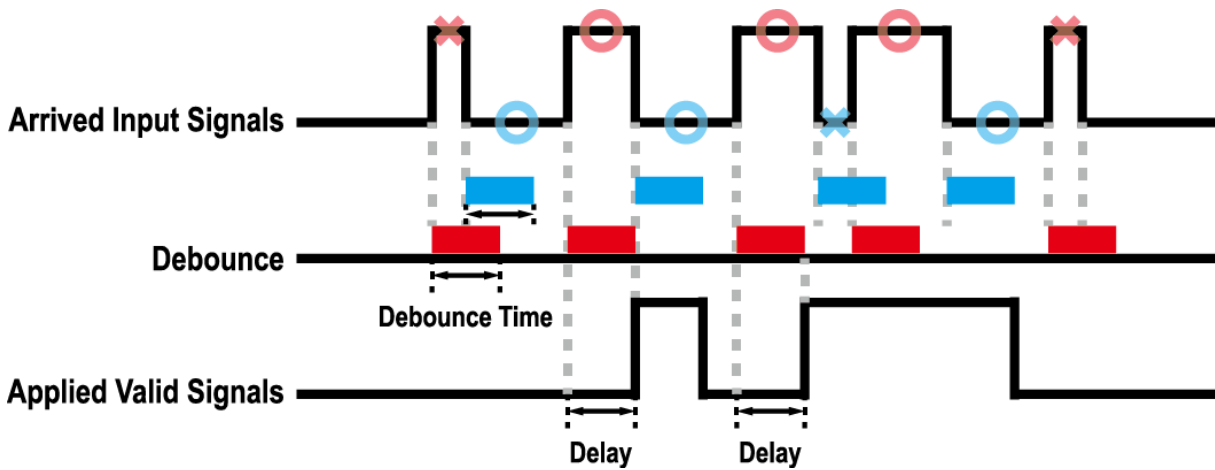 Arrived Input Signals
Debounce
Debounce Time
Applied Valid Signals
Delay
Delay